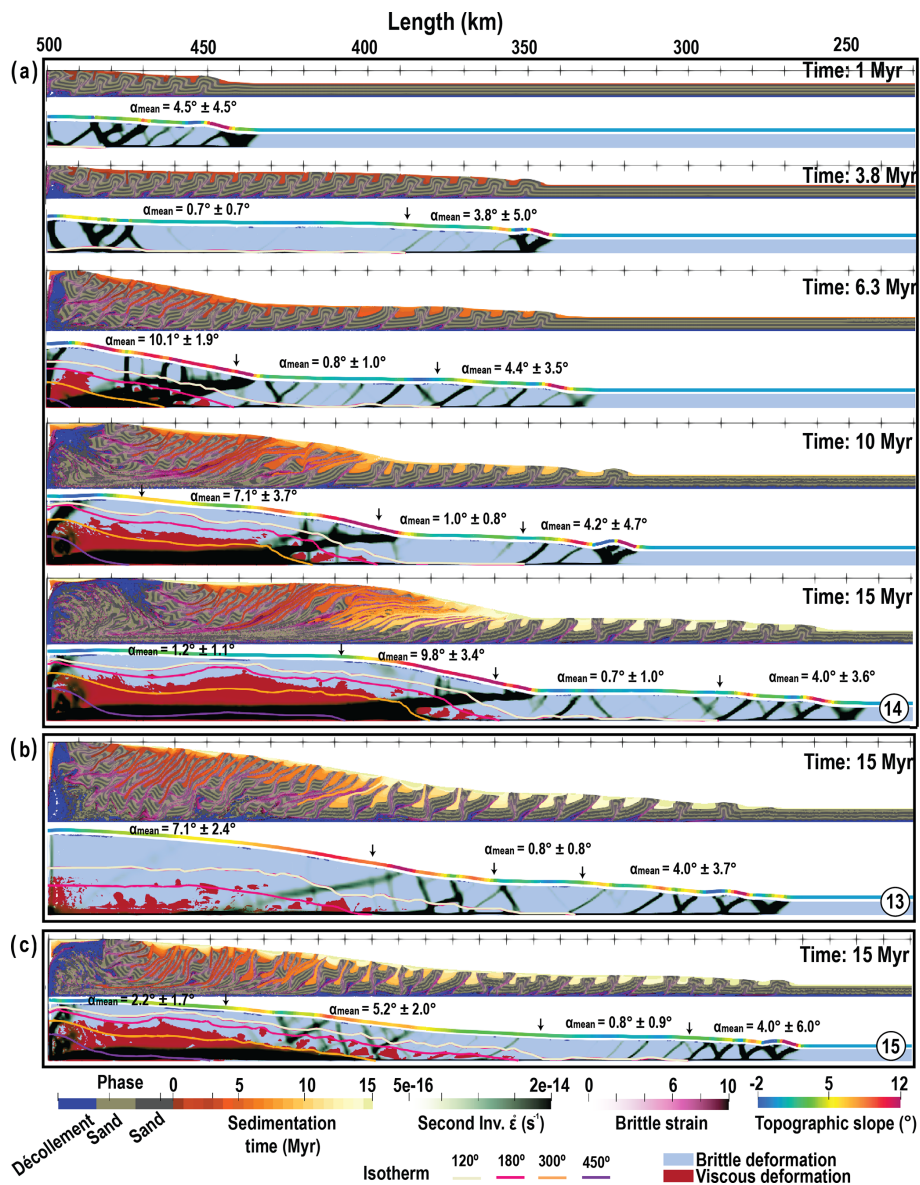 Length (km)
500 450 400 350 300 250
(a)
Time: 1 Myr
αmean = 4.5° ± 4.5°
Time: 3.8 Myr
αmean = 0.7° ± 0.7°
αmean = 3.8° ± 5.0°
Time: 6.3 Myr
αmean = 10.1° ± 1.9°
αmean = 0.8° ± 1.0°
αmean = 4.4° ± 3.5°
Time: 10 Myr
αmean = 7.1° ± 3.7°
αmean = 1.0° ± 0.8°
αmean = 4.2° ± 4.7°
Time: 15 Myr
αmean = 1.2° ± 1.1°
αmean = 9.8° ± 3.4°
αmean = 0.7° ± 1.0°
αmean = 4.0° ± 3.6°
14
(b)
Time: 15 Myr
αmean = 7.1° ± 2.4°
αmean = 0.8° ± 0.8°
αmean = 4.0° ± 3.7°
13
(c)
Time: 15 Myr
αmean = 2.2° ± 1.7°
αmean = 5.2° ± 2.0°
αmean = 0.8° ± 0.9°
αmean = 4.0° ± 6.0°
15
Phase 0 5 10 15 5e-16 2e-14 0 6 10 -2 5 12
Décollement Sand Sand
Sedimentation
time (Myr)
Second Inv. ε̇ (s⁻¹)
Brittle strain
Topographic slope (°)
Isotherm 120º 180º 300º 450º
Brittle deformation
Viscous deformation